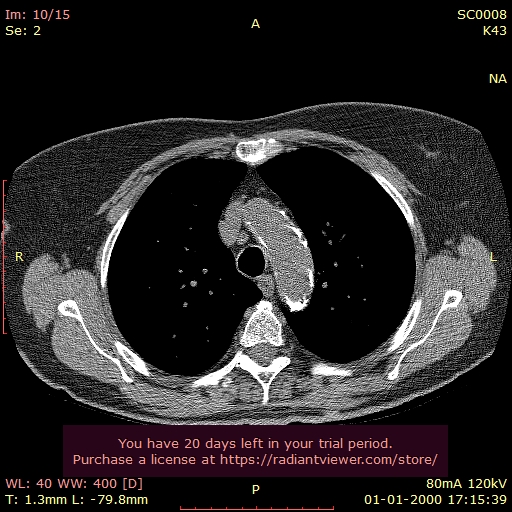 Im: 10/15
Se: 2
A
SC0008
K43
NA
R
L
You have 20 days left in your trial period.
Purchase a license at https://radiantviewer.com/store/
WL: 40 WW: 400 [D]
T: 1.3mm L: -79.8mm
P
80mA 120kV
01-01-2000 17:15:39